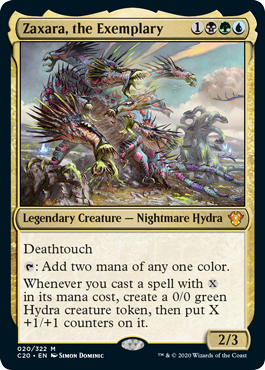 Zaxara, the Exemplary 1
Legendary Creature — Nightmare Hydra
Deathtouch
: Add two mana of any one color.
Whenever you cast a spell with X
in its mana cost, create a 0/0 green
Hydra creature token, then put X
+1/+1 counters on it.
2/3
020/322 M
C20 • EN SIMON DOMINIC ™ & © 2020 Wizards of the Coast